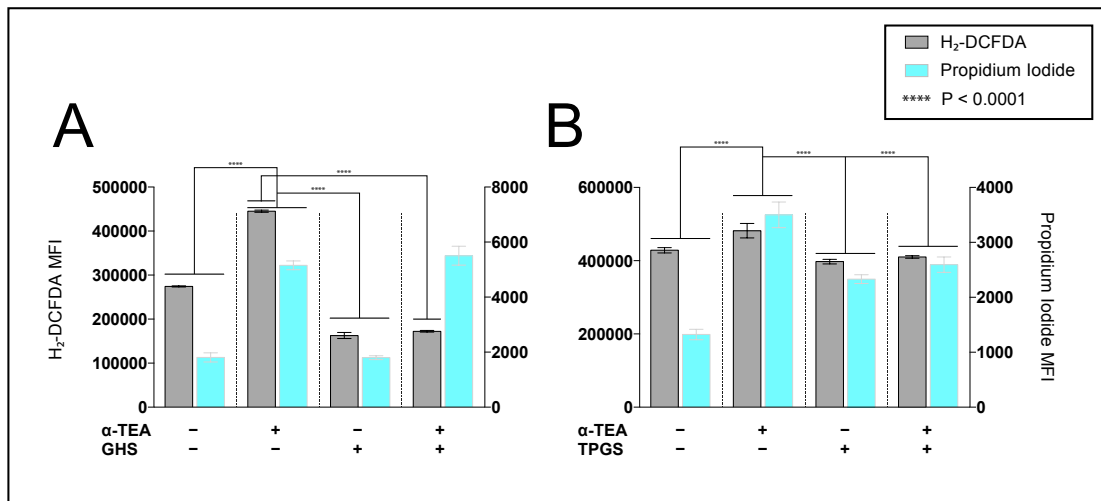 H₂-DCFDA
Propidium Iodide
**** P < 0.0001
A
B
****
****
****
****
****
****
500000
400000
300000
200000
100000
0
8000
6000
4000
2000
0
600000
400000
200000
0
4000
3000
2000
1000
0
H₂-DCFDA MFI
Propidium Iodide MFI
α-TEA − + − +
GHS − − + +
α-TEA − + − +
TPGS − − + +